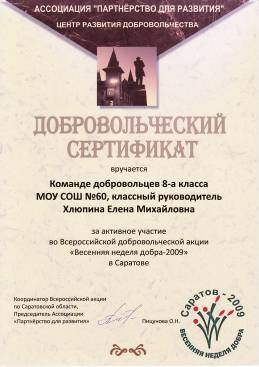 АССОЦИАЦИЯ "ПАРТНЁРСТВО ДЛЯ РАЗВИТИЯ"
ЦЕНТР РАЗВИТИЯ ДОБРОВОЛЬЧЕСТВА
ДОБРОВОЛЬЧЕСКИЙ
СЕРТИФИКАТ
вручается
Команде добровольцев 8-а класса
МОУ СОШ №60, классный руководитель
Хлюпина Елена Михайловна
за активное участие
во Всероссийской добровольческой акции
«Весенняя неделя добра-2009»
в Саратове
Координатор Всероссийской акции
по Саратовской области,
Председатель Ассоциации
«Партнёрство для развития»
Пицунова О.Н.
Саратов - 2009
ВЕСЕННЯЯ НЕДЕЛЯ ДОБРА